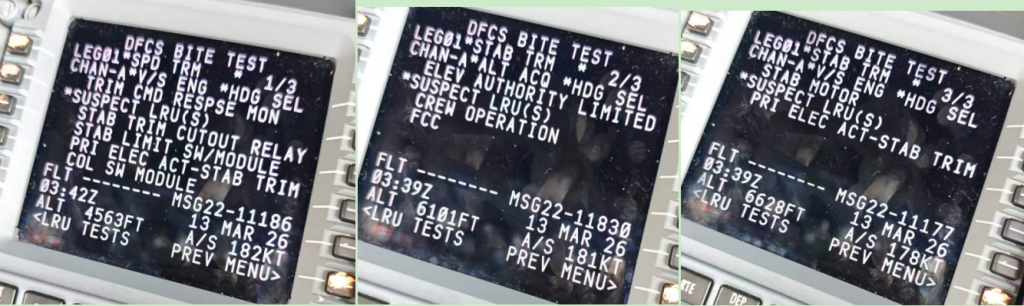 DFCS BITE TEST
LEG01*SPD TRM * 1/3
CHAN-A*V/S ENG *HDG SEL
TRIM CMD RESPSE MON
*SUSPECT LRU(S)
STAB TRIM CUTOUT RELAY
STAB LIMIT SW/MODULE
PRI ELEC ACT-STAB TRIM
COL SW MODULE
FLT -------- MSG22-11186
03:42Z 13 MAR 26
ALT 4563FT A/S 182KT
<LRU TESTS PREV MENU>
DFCS BITE TEST
LEG01*STAB TRM * 2/3
CHAN-A*ALT ACQ *HDG SEL
ELEV AUTHORITY LIMITED
*SUSPECT LRU(S)
CREW OPERATION
FCC
FLT -------- MSG22-11830
03:39Z 13 MAR 26
ALT 6101FT A/S 181KT
<LRU TESTS PREV MENU>
DFCS BITE TEST
LEG01*STAB TRM * 3/3
CHAN-A*V/S ENG *HDG SEL
STAB MOTOR
*SUSPECT LRU(S)
PRI ELEC ACT-STAB TRIM
FLT -------- MSG22-11177
03:39Z 13 MAR 26
ALT 6628FT A/S 178KT
<LRU TESTS PREV MENU>
DEP